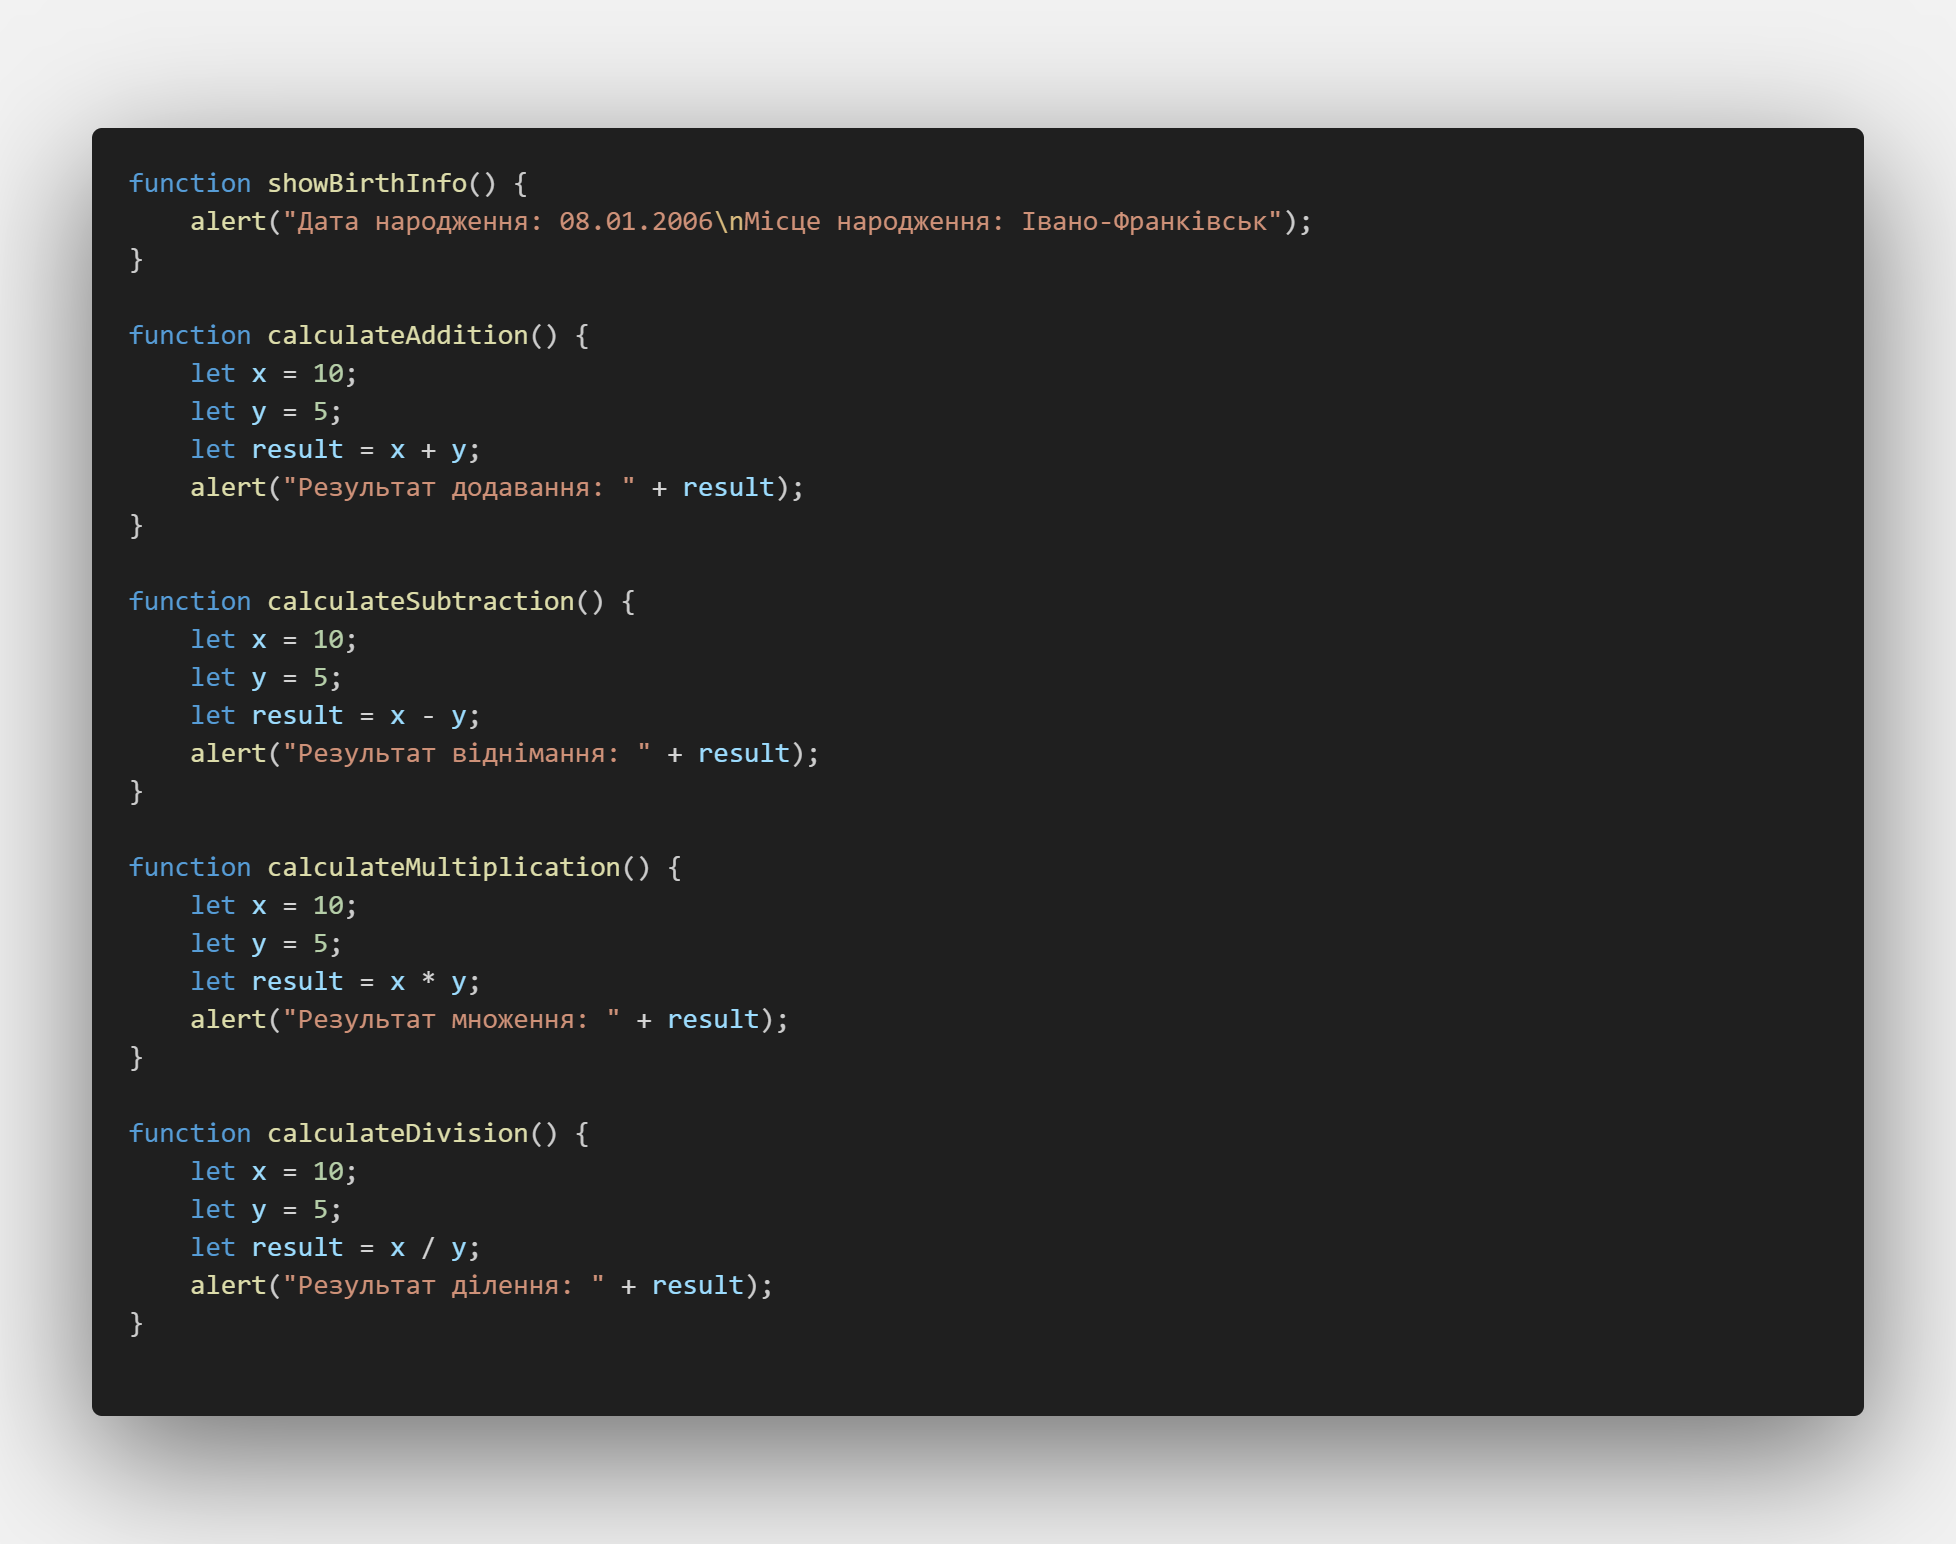 function showBirthInfo() {
    alert("Дата народження: 08.01.2006\nМісце народження: Івано-Франківськ");
}

function calculateAddition() {
    let x = 10;
    let y = 5;
    let result = x + y;
    alert("Результат додавання: " + result);
}

function calculateSubtraction() {
    let x = 10;
    let y = 5;
    let result = x - y;
    alert("Результат віднімання: " + result);
}

function calculateMultiplication() {
    let x = 10;
    let y = 5;
    let result = x * y;
    alert("Результат множення: " + result);
}

function calculateDivision() {
    let x = 10;
    let y = 5;
    let result = x / y;
    alert("Результат ділення: " + result);
}